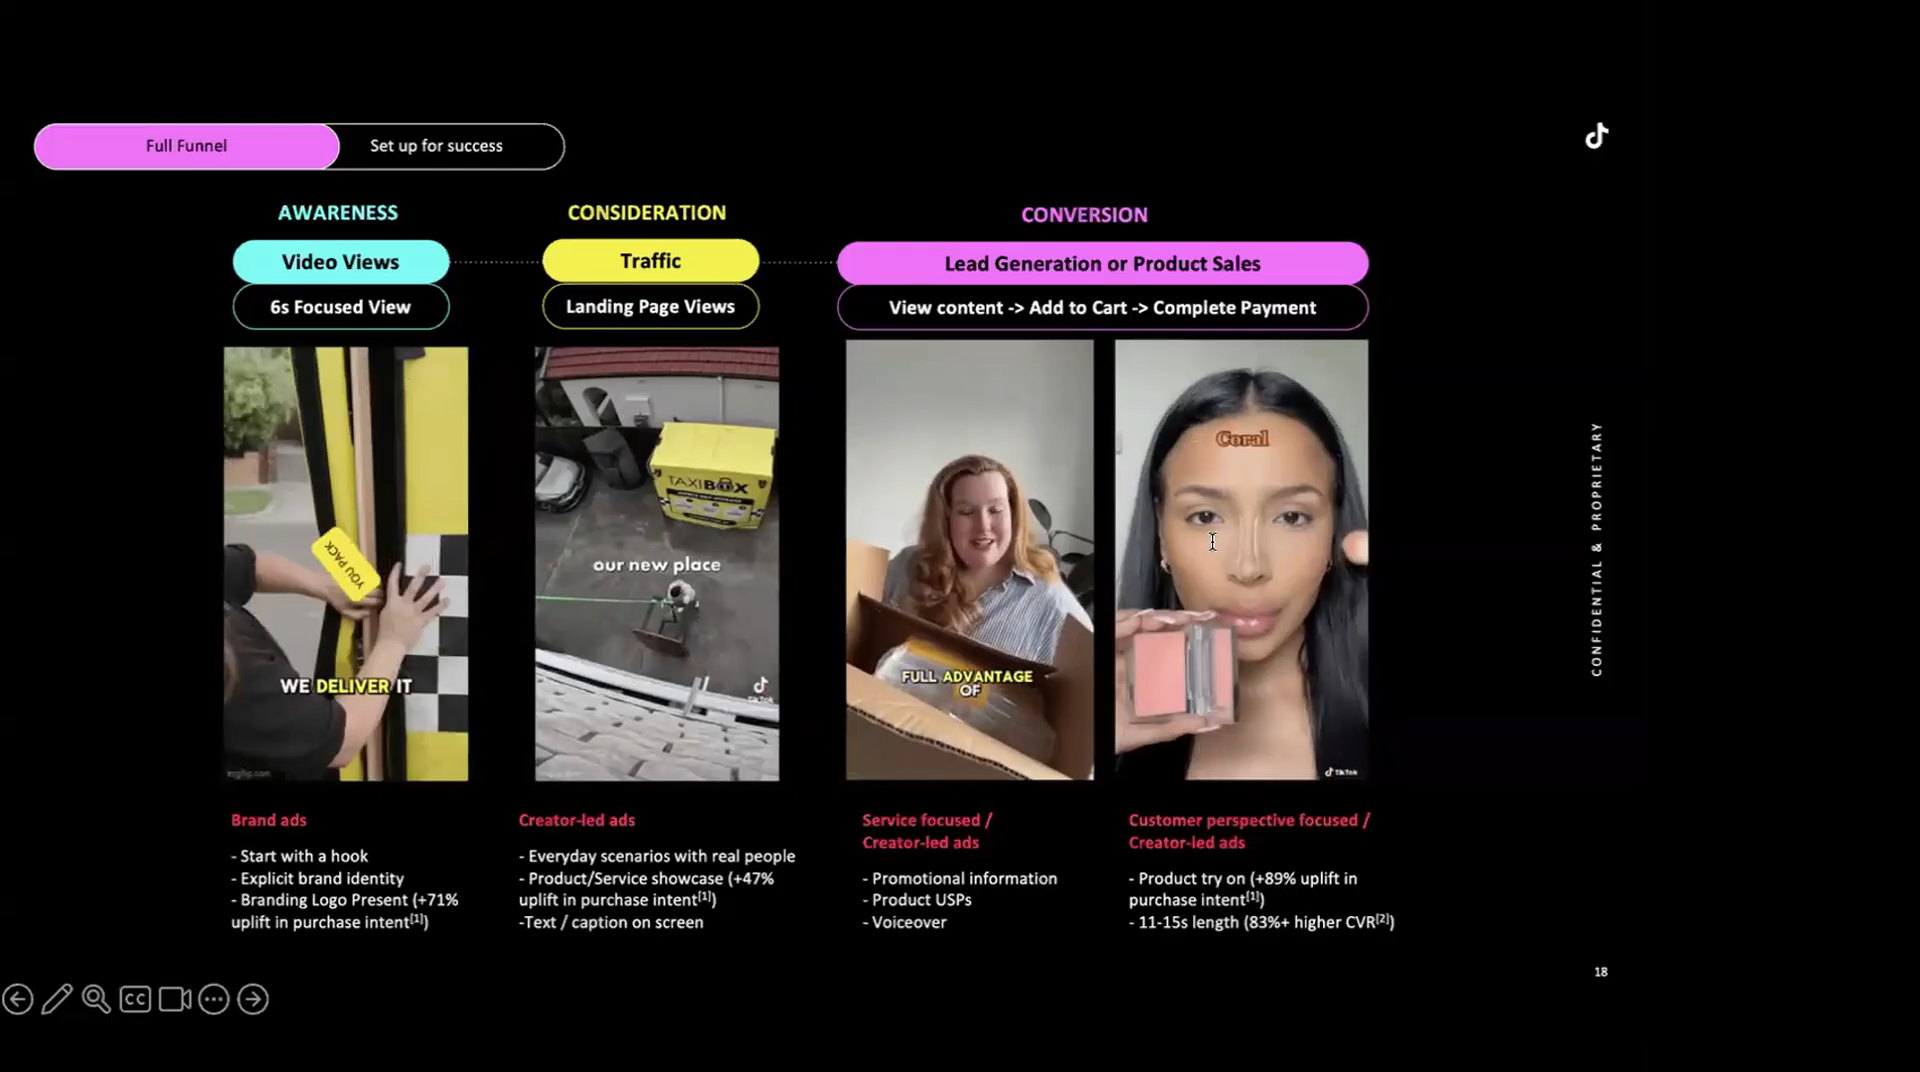 Full Funnel
Set up for success
AWARENESS
Video Views
6s Focused View
CONSIDERATION
Traffic
Landing Page Views
CONVERSION
Lead Generation or Product Sales
View content -> Add to Cart -> Complete Payment
YOU PACK
WE DELIVER IT
imgflip.com
TAXIBOX
our new place
TikTok
FULL ADVANTAGE
OF
Coral
TikTok
Brand ads
- Start with a hook
- Explicit brand identity
- Branding Logo Present (+71%
uplift in purchase intent[1])
Creator-led ads
- Everyday scenarios with real people
- Product/Service showcase (+47%
uplift in purchase intent[1])
-Text / caption on screen
Service focused /
Creator-led ads
- Promotional information
- Product USPs
- Voiceover
Customer perspective focused /
Creator-led ads
- Product try on (+89% uplift in
purchase intent[1])
- 11-15s length (83%+ higher CVR[2])
CONFIDENTIAL & PROPRIETARY
18
CC